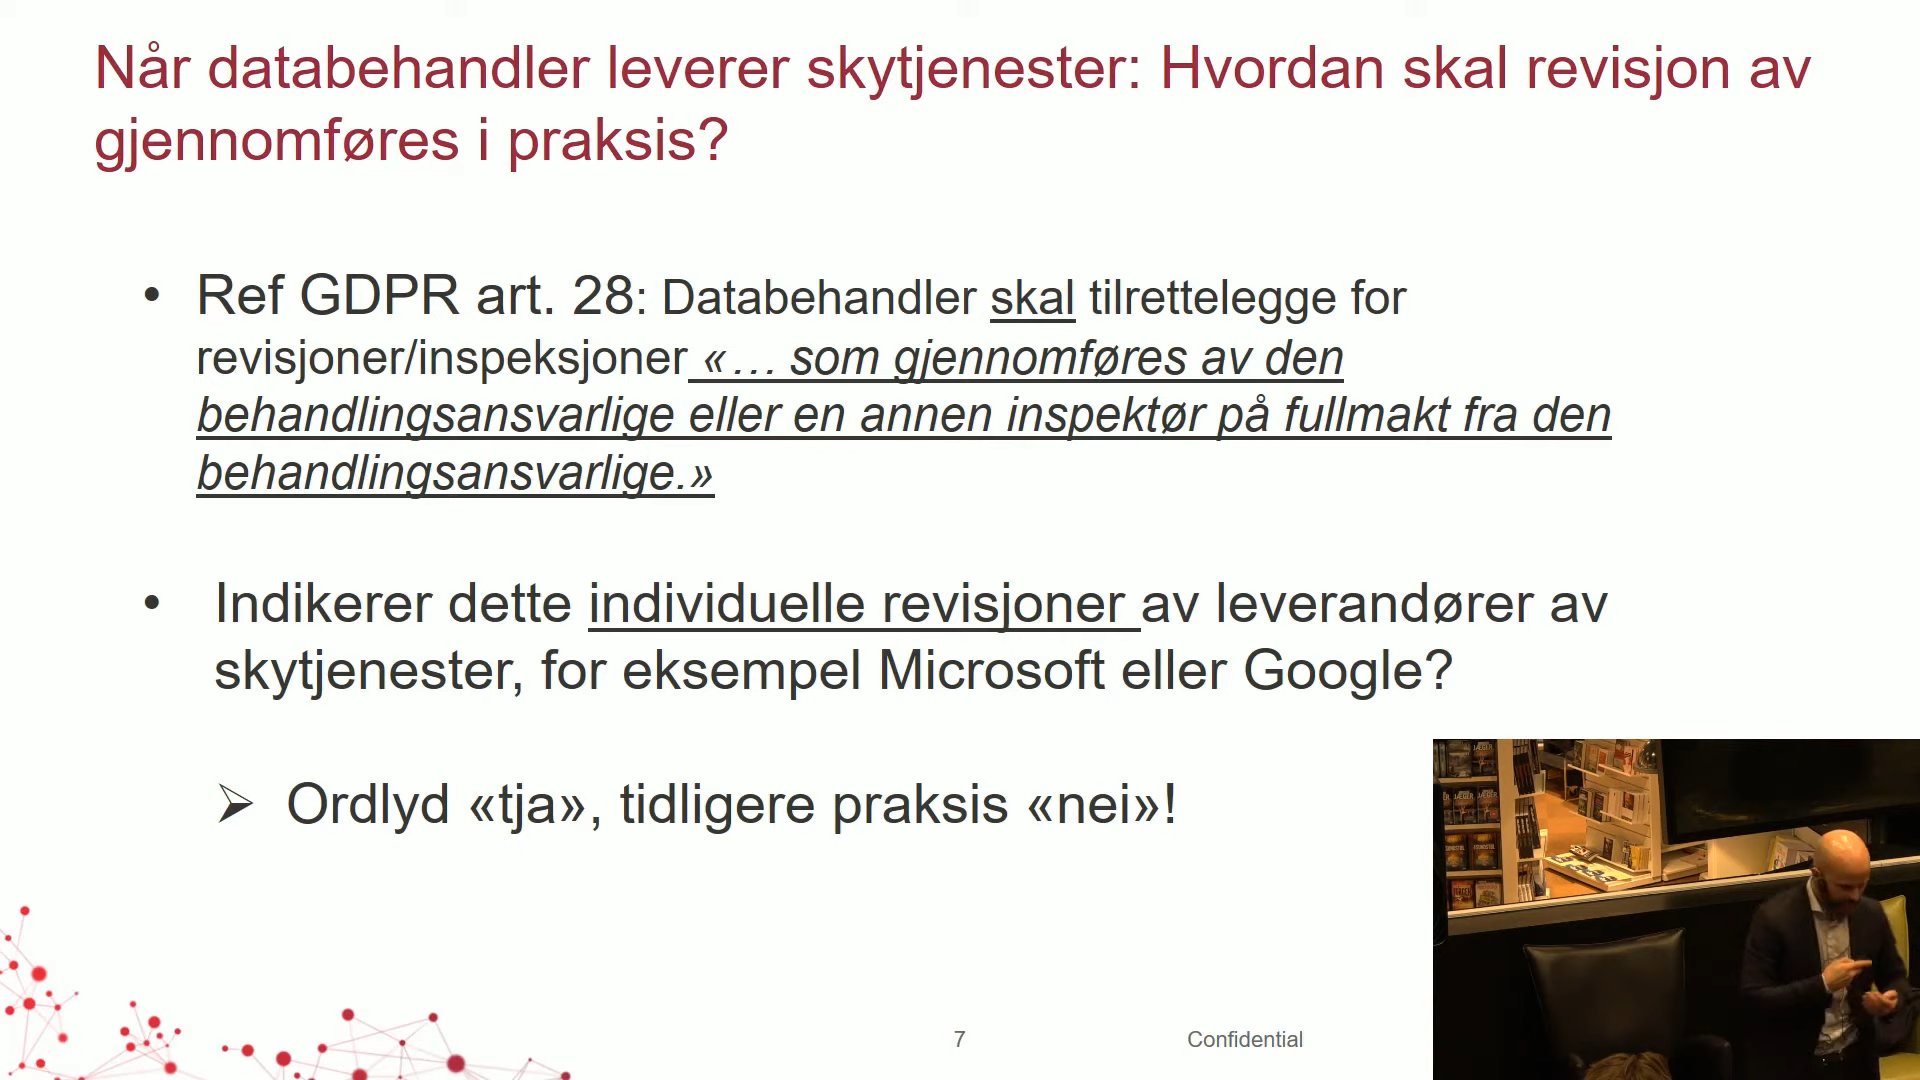 Når databehandler leverer skytjenester: Hvordan skal revisjon av
gjennomføres i praksis?
• Ref GDPR art. 28: Databehandler skal tilrettelegge for
revisjoner/inspeksjoner «… som gjennomføres av den
behandlingsansvarlige eller en annen inspektør på fullmakt fra den
behandlingsansvarlige.»
• Indikerer dette individuelle revisjoner av leverandører av
skytjenester, for eksempel Microsoft eller Google?
➢ Ordlyd «tja», tidligere praksis «nei»!
7
Confidential